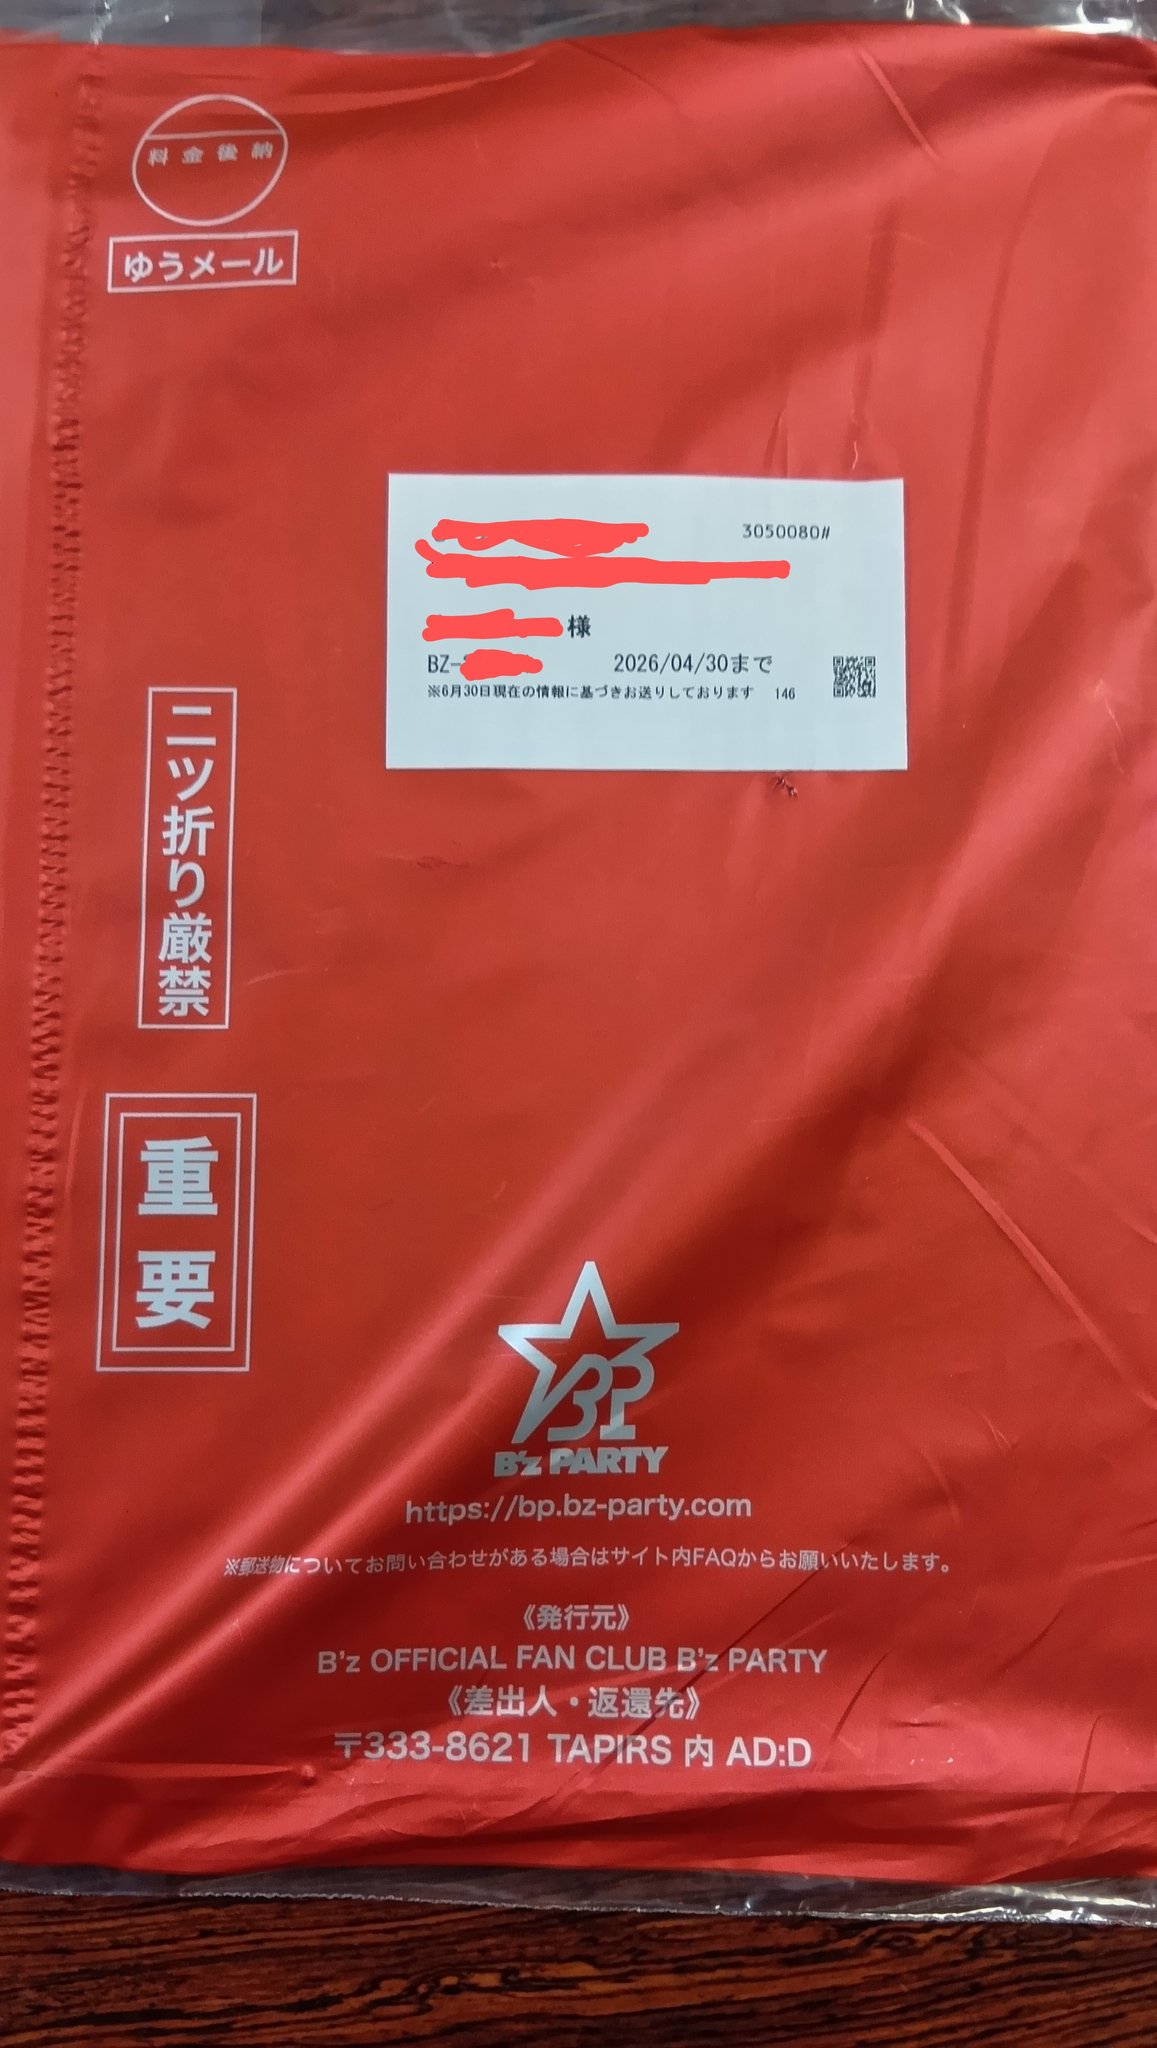 料金後納
ゆうメール
3050080#
様
BZ-
2026/04/30まで
※6月30日現在の情報に基づきお送りしております 146
二ツ折り厳禁
重要
BP
B'z PARTY
https://bp.bz-party.com
※郵送物についてお問い合わせがある場合はサイト内FAQからお願いいたします。
《発行元》
B'z OFFICIAL FAN CLUB B'z PARTY
《差出人・返還先》
〒333-8621 TAPIRS 内 AD:D